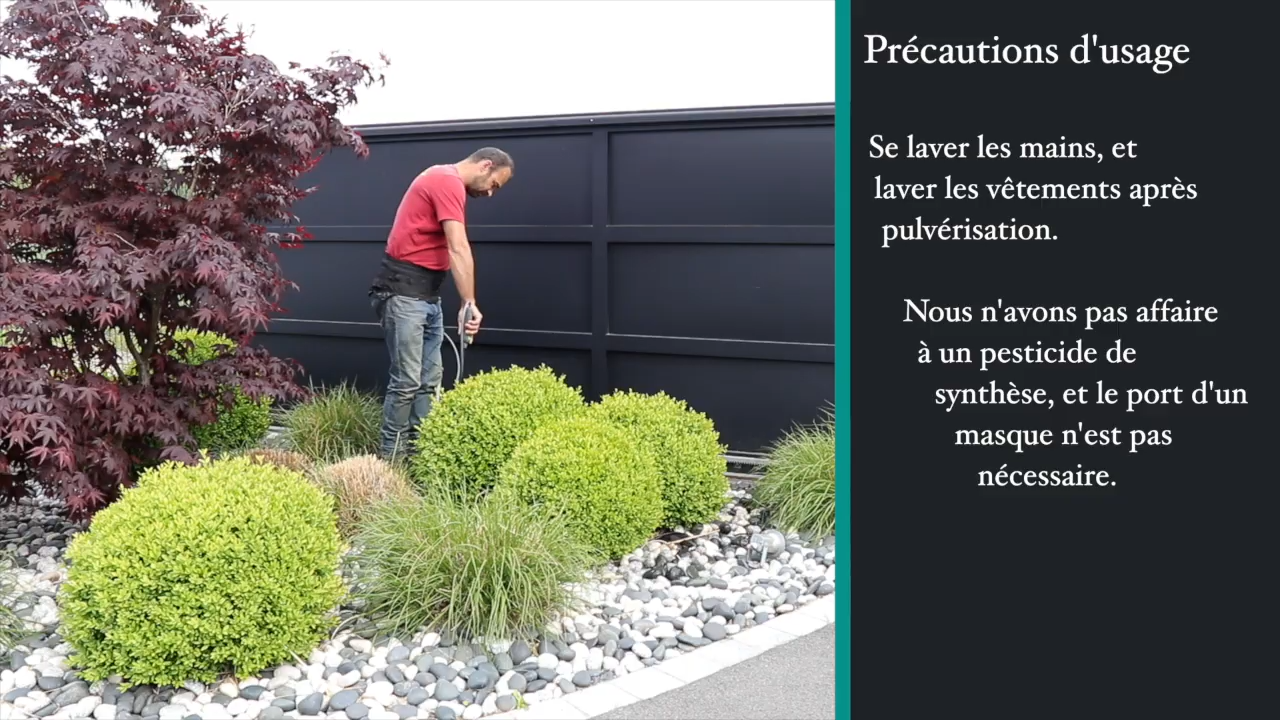 Précautions d'usage
Se laver les mains, et
laver les vêtements après
pulvérisation.
Nous n'avons pas affaire
à un pesticide de
synthèse, et le port d'un
masque n'est pas
nécessaire.